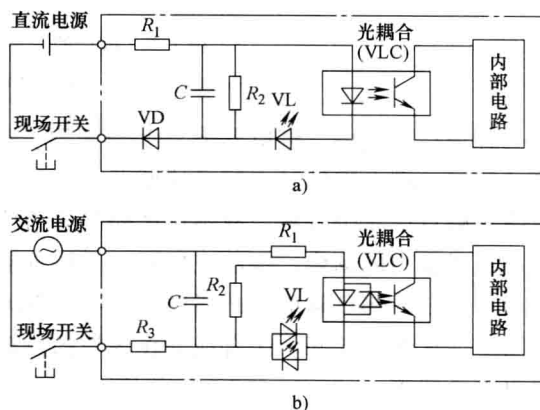 直流电源
R1
光耦合
(VLC)
C
R2
VL
VD
现场开关
内部电路
a)
交流电源
R1
光耦合
(VLC)
C
R2
VL
现场开关
R3
内部电路
b)